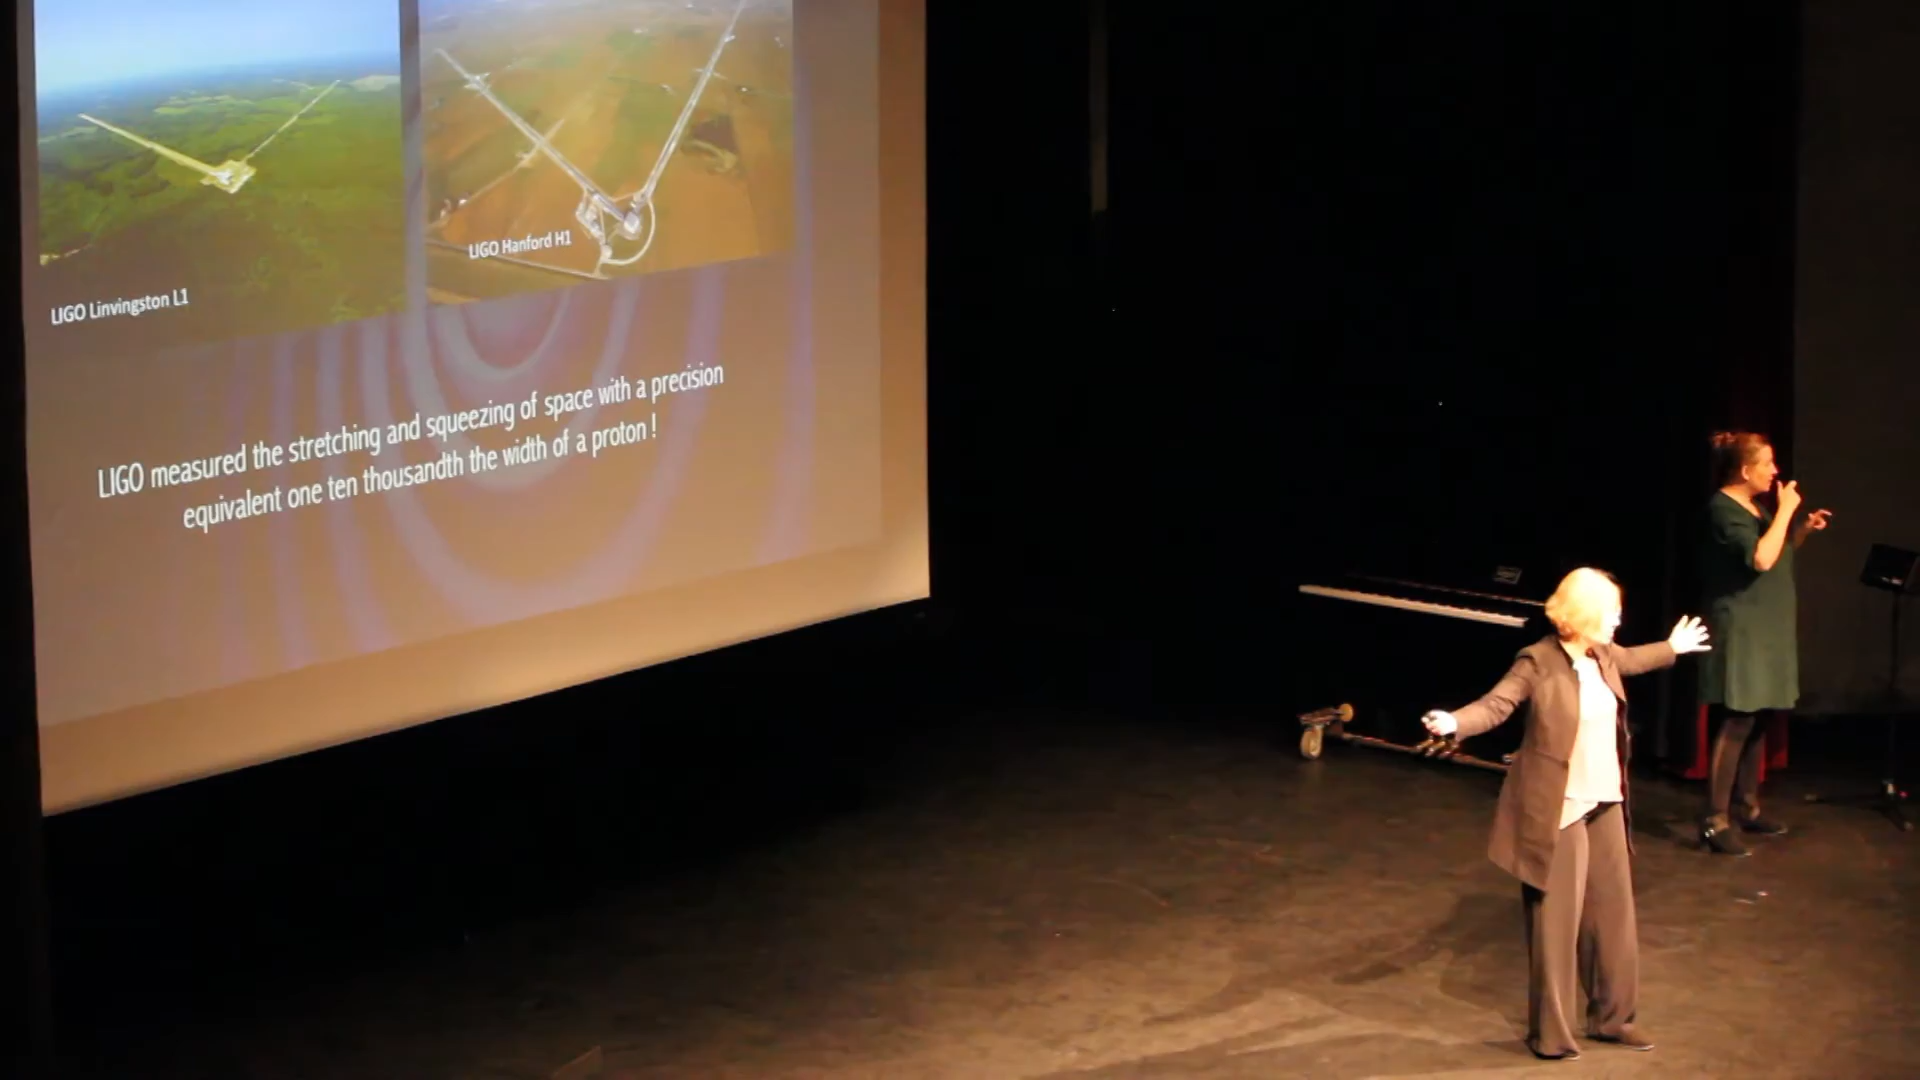 LIGO Linvingston L1
LIGO Hanford H1
LIGO measured the stretching and squeezing of space with a precision
equivalent one ten thousandth the width of a proton !